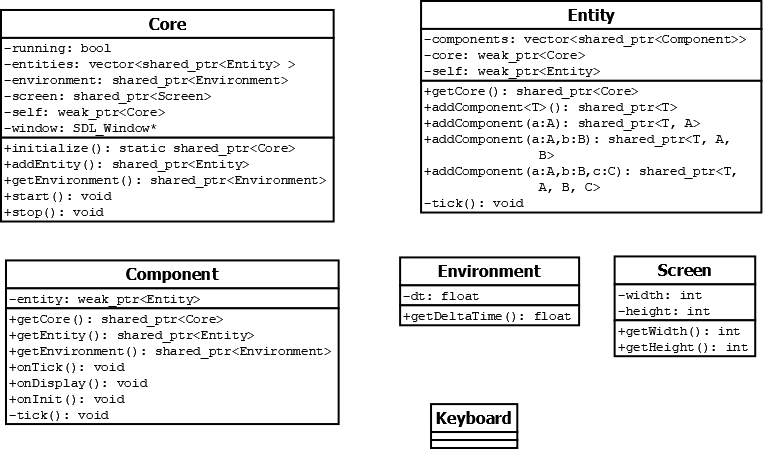 Core
-running: bool
-entities: vector<shared_ptr<Entity> >
-environment: shared_ptr<Environment>
-screen: shared_ptr<Screen>
-self: weak_ptr<Core>
-window: SDL_Window*
+initialize(): static shared_ptr<Core>
+addEntity(): shared_ptr<Entity>
+getEnvironment(): shared_ptr<Environment>
+start(): void
+stop(): void
Entity
-components: vector<shared_ptr<Component>>
-core: weak_ptr<Core>
-self: weak_ptr<Entity>
+getCore(): shared_ptr<Core>
+addComponent<T>(): shared_ptr<T>
+addComponent(a:A): shared_ptr<T, A>
+addComponent(a:A,b:B): shared_ptr<T, A,
B>
+addComponent(a:A,b:B,c:C): shared_ptr<T,
A, B, C>
-tick(): void
Component
-entity: weak_ptr<Entity>
+getCore(): shared_ptr<Core>
+getEntity(): shared_ptr<Entity>
+getEnvironment(): shared_ptr<Environment>
+onTick(): void
+onDisplay(): void
+onInit(): void
-tick(): void
Environment
-dt: float
+getDeltaTime(): float
Screen
-width: int
-height: int
+getWidth(): int
+getHeight(): int
Keyboard